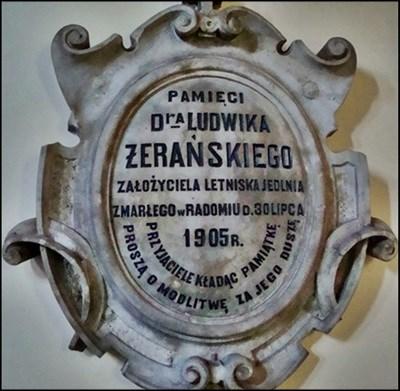 PAMIĘCI
Dra LUDWIKA
ŻERAŃSKIEGO
ZAŁOŻYCIELA LETNISKA JEDLNIA
ZMARŁEGO w RADOMIU D. 30 LIPCA
1905 R.
PRZYJACIELE KŁADĄC PAMIĄTKĘ
PROSZĄ O MODLITWĘ ZA JEGO DUSZĘ